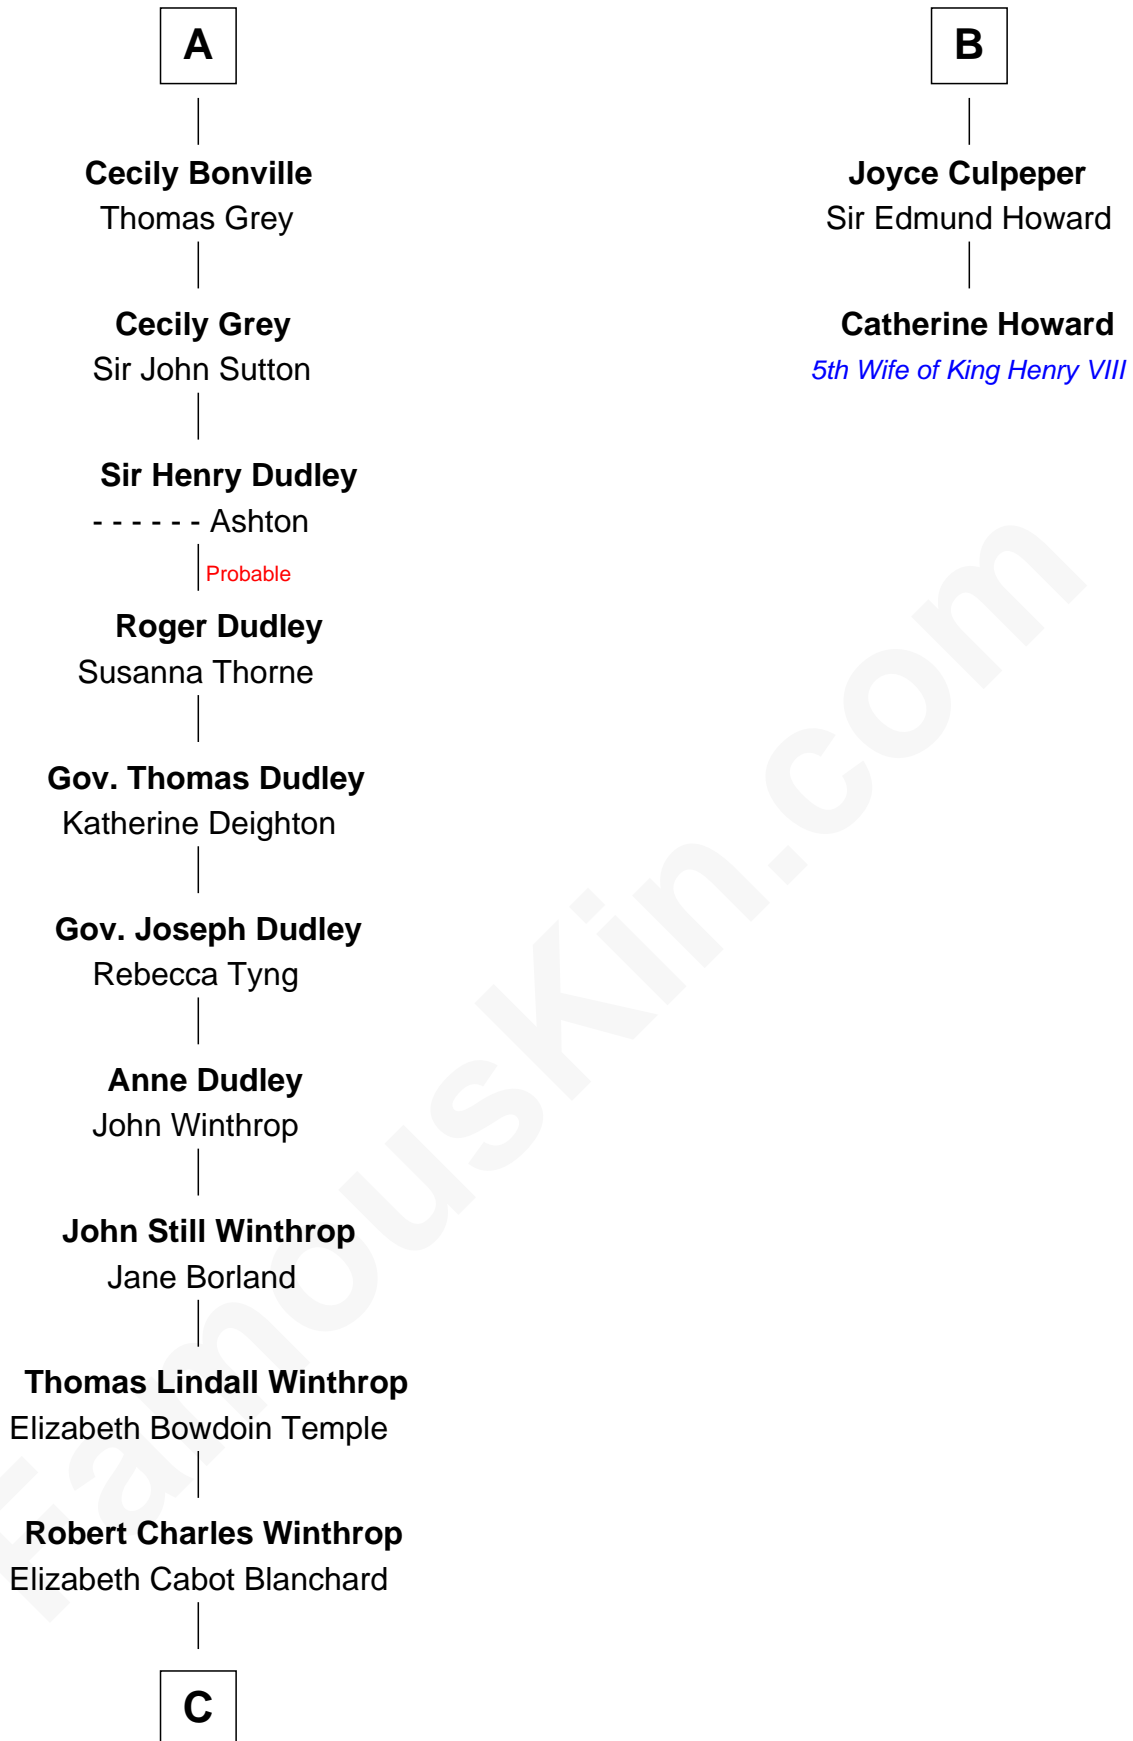 A
Cecily Bonville
Thomas Grey
Cecily Grey
Sir John Sutton
Sir Henry Dudley
- - - - - - Ashton
Probable
Roger Dudley
Susanna Thorne
Gov. Thomas Dudley
Katherine Deighton
Gov. Joseph Dudley
Rebecca Tyng
Anne Dudley
John Winthrop
John Still Winthrop
Jane Borland
Thomas Lindall Winthrop
Elizabeth Bowdoin Temple
Robert Charles Winthrop
Elizabeth Cabot Blanchard
C
B
Joyce Culpeper
Sir Edmund Howard
Catherine Howard
5th Wife of King Henry VIII
FamousKin.com